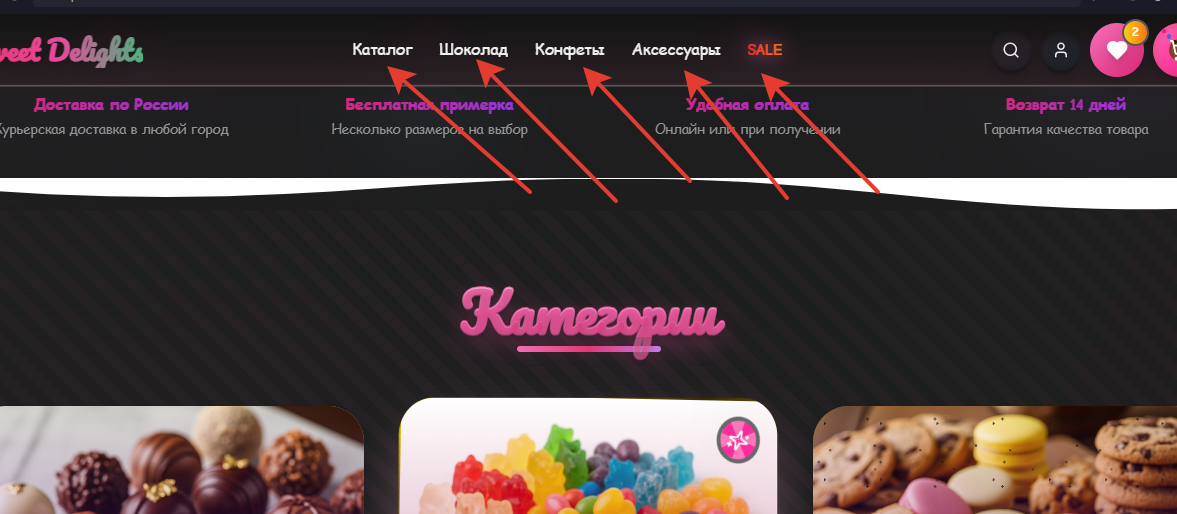 Delights
Каталог Шоколад Конфеты Аксессуары SALE
2
Доставка по России Бесплатная примерка Удобная оплата Возврат 14 дней
Курьерская доставка в любой город Несколько размеров на выбор Онлайн или при получении Гарантия качества товара
Категории